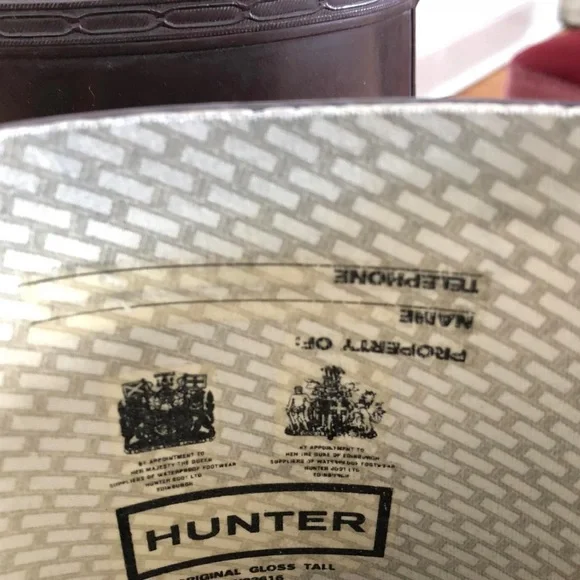 PROPERTY OF:
NAME
TELEPHONE
BY APPOINTMENT TO
HER MAJESTY THE QUEEN
SUPPLIERS OF WATERPROOF FOOTWEAR
HUNTER BOOT LTD
EDINBURGH
BY APPOINTMENT TO
HRH THE DUKE OF EDINBURGH
SUPPLIERS OF WATERPROOF FOOTWEAR
HUNTER BOOT LTD
EDINBURGH
HUNTER
ORIGINAL GLOSS TALL